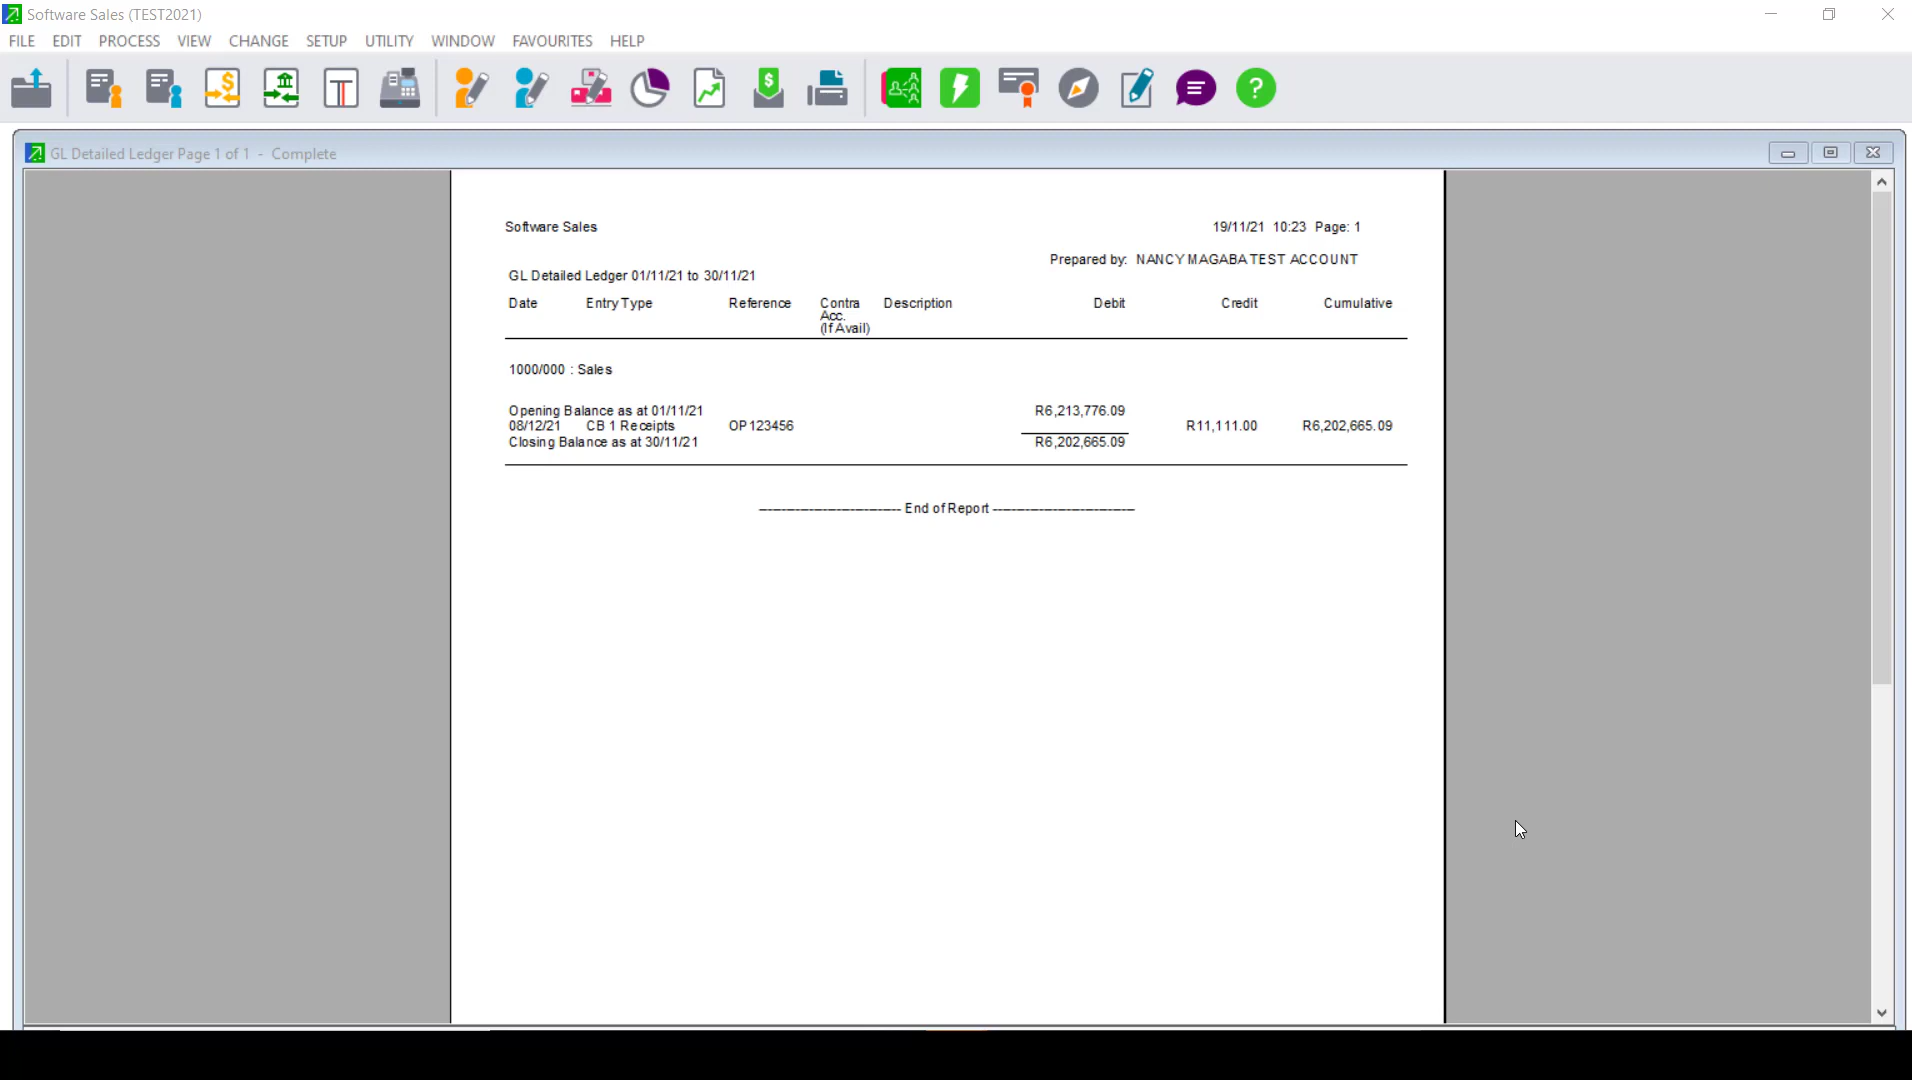 Software Sales (TEST2021)
FILE EDIT PROCESS VIEW CHANGE SETUP UTILITY WINDOW FAVOURITES HELP
GL Detailed Ledger Page 1 of 1 - Complete
Software Sales 19/11/21 10:23 Page: 1
Prepared by: NANCY MAGABA TEST ACCOUNT
GL Detailed Ledger 01/11/21 to 30/11/21
Date Entry Type Reference Contra Description Debit Credit Cumulative
Acc.
(If Avail)
1000/000 : Sales
Opening Balance as at 01/11/21 R6,213,776.09
08/12/21 CB 1 Receipts OP123456 R11,111.00 R6,202,665.09
Closing Balance as at 30/11/21 R6,202,665.09
End of Report